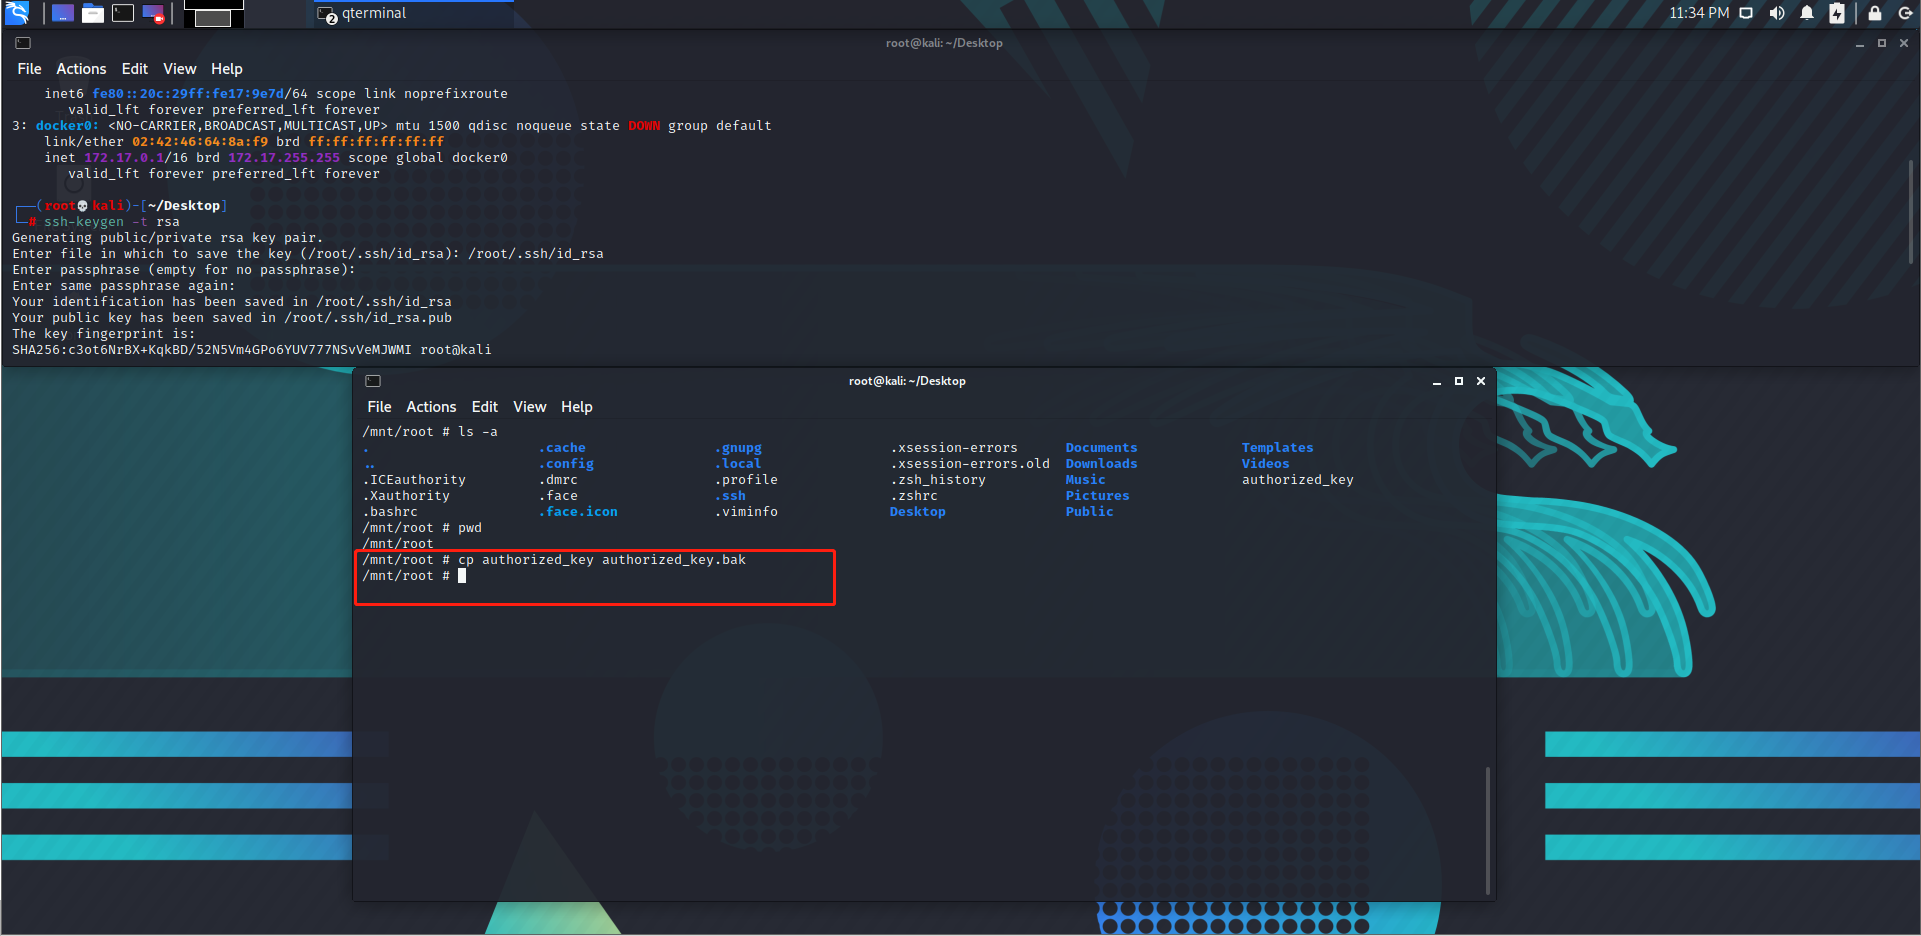 2 qterminal 11:34 PM
root@kali: ~/Desktop
File Actions Edit View Help
inet6 fe80::20c:29ff:fe17:9e7d/64 scope link noprefixroute
valid_lft forever preferred_lft forever
3: docker0: <NO-CARRIER,BROADCAST,MULTICAST,UP> mtu 1500 qdisc noqueue state DOWN group default
link/ether 02:42:46:64:8a:f9 brd ff:ff:ff:ff:ff:ff
inet 172.17.0.1/16 brd 172.17.255.255 scope global docker0
valid_lft forever preferred_lft forever
(root💀kali)-[~/Desktop]
# ssh-keygen -t rsa
Generating public/private rsa key pair.
Enter file in which to save the key (/root/.ssh/id_rsa): /root/.ssh/id_rsa
Enter passphrase (empty for no passphrase):
Enter same passphrase again:
Your identification has been saved in /root/.ssh/id_rsa
Your public key has been saved in /root/.ssh/id_rsa.pub
The key fingerprint is:
SHA256:c3ot6NrBX+KqkBD/52N5Vm4GPo6YUV777NSvVeMJWMI root@kali
root@kali: ~/Desktop
File Actions Edit View Help
/mnt/root # ls -a
. .cache .gnupg .xsession-errors Documents Templates
.. .config .local .xsession-errors.old Downloads Videos
.ICEauthority .dmrc .profile .zsh_history Music authorized_key
.Xauthority .face .ssh .zshrc Pictures
.bashrc .face.icon .viminfo Desktop Public
/mnt/root # pwd
/mnt/root
/mnt/root # cp authorized_key authorized_key.bak
/mnt/root #